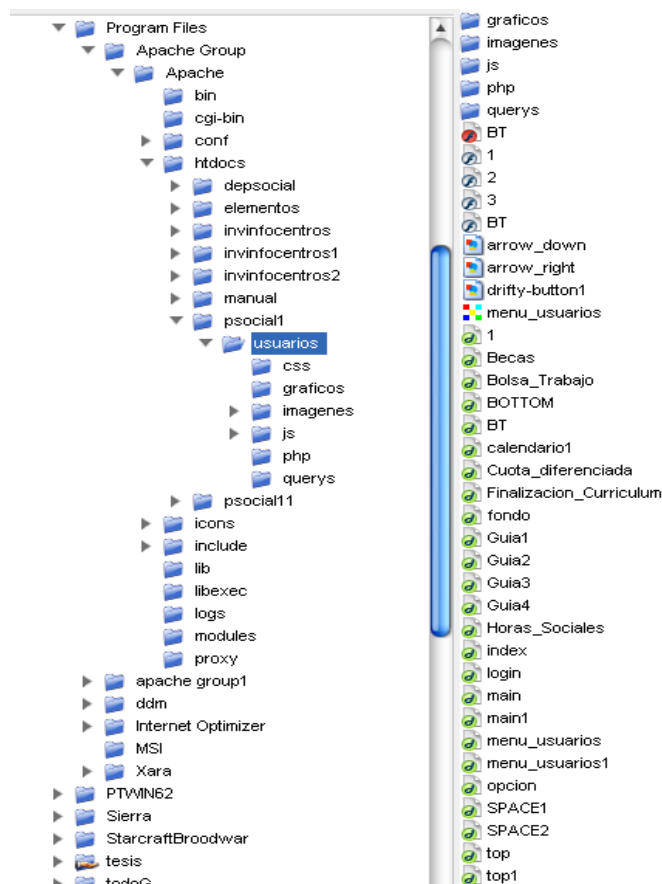 Program Files
Apache Group
Apache
bin
cgi-bin
conf
htdocs
depsocial
elementos
invinfocentros
invinfocentros1
invinfocentros2
manual
psocial1
usuarios
css
graficos
imagenes
js
php
querys
psocial11
icons
include
lib
libexec
logs
modules
proxy
apache group1
ddm
Internet Optimizer
MSI
Xara
PTWIN62
Sierra
StarcraftBroodwar
tesis
graficos
imagenes
js
php
querys
BT
1
2
3
BT
arrow_down
arrow_right
drifty-button1
menu_usuarios
1
Becas
Bolsa_Trabajo
BOTTOM
BT
calendario1
Cuota_diferenciada
Finalizacion_Curriculum
fondo
Guia1
Guia2
Guia3
Guia4
Horas_Sociales
index
login
main
main1
menu_usuarios
menu_usuarios1
opcion
SPACE1
SPACE2
top
top1